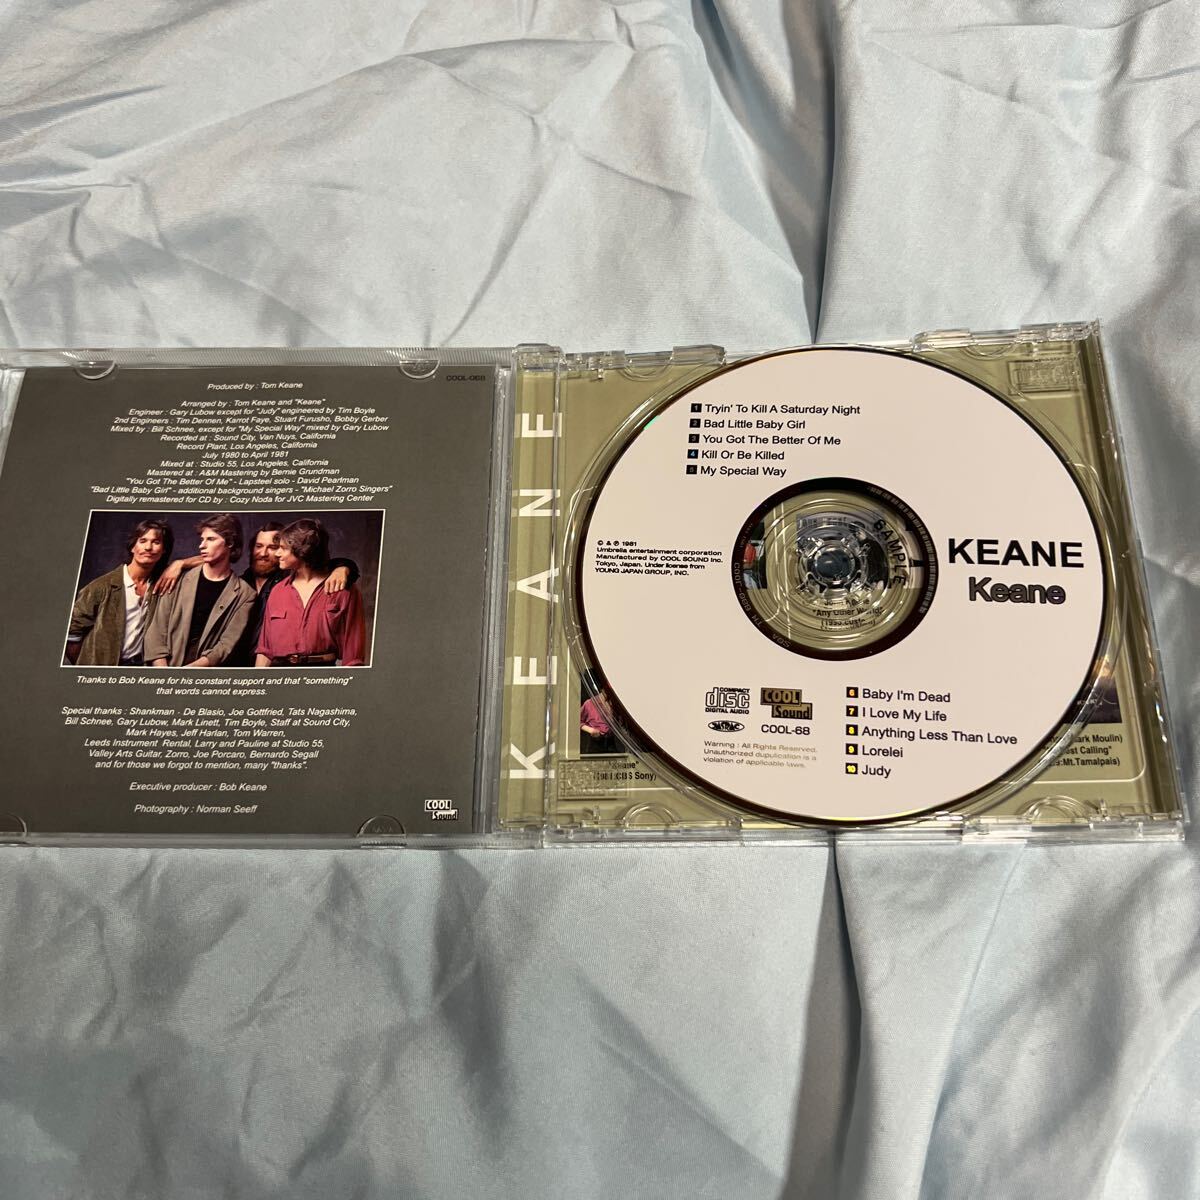 COOL-068
Produced by : Tom Keane
Arranged by : Tom Keane and "Keane"
Engineer : Gary Lubow except for "Judy" engineered by Tim Boyle
2nd Engineers : Tim Dennen, Karrot Faye, Stuart Furusho, Bobby Gerber
Mixed by : Bill Schnee, except for "My Special Way" mixed by Gary Lubow
Recorded at : Sound City, Van Nuys, California
Record Plant, Los Angeles, California
July 1980 to April 1981
Mixed at : Studio 55, Los Angeles, California
Mastered at : A&M Mastering by Bernie Grundman
"You Got The Better Of Me" - Lapsteel solo - David Pearlman
"Bad Little Baby Girl" - additional background singers - "Michael Zorro Singers"
Digitally remastered for CD by : Cozy Noda for JVC Mastering Center
Thanks to Bob Keane for his constant support and that "something"
that words cannot express.
Special thanks : Shankman - De Blasio, Joe Gottfried, Tats Nagashima,
Bill Schnee, Gary Lubow, Mark Linett, Tim Boyle, Staff at Sound City,
Mark Hayes, Jeff Harlan, Tom Warren,
Leeds Instrument Rental, Larry and Pauline at Studio 55,
Valley Arts Guitar, Zorro, Joe Porcaro, Bernardo Segall
and for those we forgot to mention, many "thanks".
Executive producer : Bob Keane
Photography : Norman Seeff
COOL
Sound
KEANE
1 Tryin' To Kill A Saturday Night
2 Bad Little Baby Girl
3 You Got The Better Of Me
4 Kill Or Be Killed
5 My Special Way
© & ℗ 1981
Umbrella entertainment corporation
Manufactured by COOL SOUND Inc.
Tokyo, Japan. Under license from
YOUNG JAPAN GROUP, INC.
SAMPLE
KEANE
Keane
"Any Other World"
COMPACT
disc
DIGITAL AUDIO
COOL
Sound
COOL-68
Warning : All Rights Reserved.
Unauthorized duplication is a
violation of applicable laws.
6 Baby I'm Dead
7 I Love My Life
8 Anything Less Than Love
9 Lorelei
10 Judy
"Keane"
CBS Sony)
Mark Moulin)
Calling"
Mt.Tamalpais)